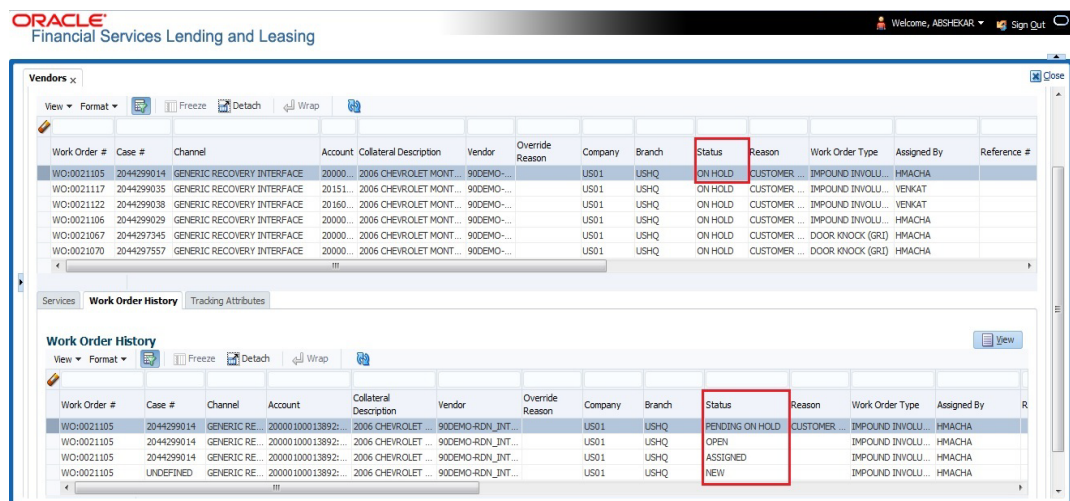 ORACLE
Financial Services Lending and Leasing
Welcome, ABSHEKAR Sign Out
Vendors x
Close
View Format Freeze Detach Wrap
Work Order # Case # Channel Account Collateral Description Vendor Override Reason Company Branch Status Reason Work Order Type Assigned By Reference #
WO:0021105 2044299014 GENERIC RECOVERY INTERFACE 20000... 2006 CHEVROLET MONT... 90DEMO-... US01 USHQ ON HOLD CUSTOMER ... IMPOUND INVOLU... HMACHA
WO:0021117 2044299035 GENERIC RECOVERY INTERFACE 20151... 2006 CHEVROLET MONT... 90DEMO-... US01 USHQ ON HOLD IMPOUND INVOLU... VENKAT
WO:0021122 2044299038 GENERIC RECOVERY INTERFACE 20160... 2006 CHEVROLET MONT... 90DEMO-... US01 USHQ ON HOLD CUSTOMER ... IMPOUND INVOLU... VENKAT
WO:0021106 2044299029 GENERIC RECOVERY INTERFACE 20000... 2006 CHEVROLET MONT... 90DEMO-... US01 USHQ ON HOLD CUSTOMER ... IMPOUND INVOLU... HMACHA
WO:0021067 2044297345 GENERIC RECOVERY INTERFACE 20000... 2006 CHEVROLET MONT... 90DEMO-... US01 USHQ ON HOLD CUSTOMER ... DOOR KNOCK (GRI) HMACHA
WO:0021070 2044297557 GENERIC RECOVERY INTERFACE 20000... 2006 CHEVROLET MONT... 90DEMO-... US01 USHQ ON HOLD CUSTOMER ... DOOR KNOCK (GRI) HMACHA
Services Work Order History Tracking Attributes
Work Order History
View
View Format Freeze Detach Wrap
Work Order # Case # Channel Account Collateral Description Vendor Override Reason Company Branch Status Reason Work Order Type Assigned By R
WO:0021105 2044299014 GENERIC RE... 20000100013892:... 2006 CHEVROLET ... 90DEMO-RDN_INT... US01 USHQ PENDING ON HOLD CUSTOMER ... IMPOUND INVOLU... HMACHA
WO:0021105 2044299014 GENERIC RE... 20000100013892:... 2006 CHEVROLET ... 90DEMO-RDN_INT... US01 USHQ OPEN IMPOUND INVOLU... HMACHA
WO:0021105 2044299014 GENERIC RE... 20000100013892:... 2006 CHEVROLET ... 90DEMO-RDN_INT... US01 USHQ ASSIGNED IMPOUND INVOLU... HMACHA
WO:0021105 UNDEFINED GENERIC RE... 20000100013892:... 2006 CHEVROLET ... 90DEMO-RDN_INT... US01 USHQ NEW IMPOUND INVOLU... HMACHA